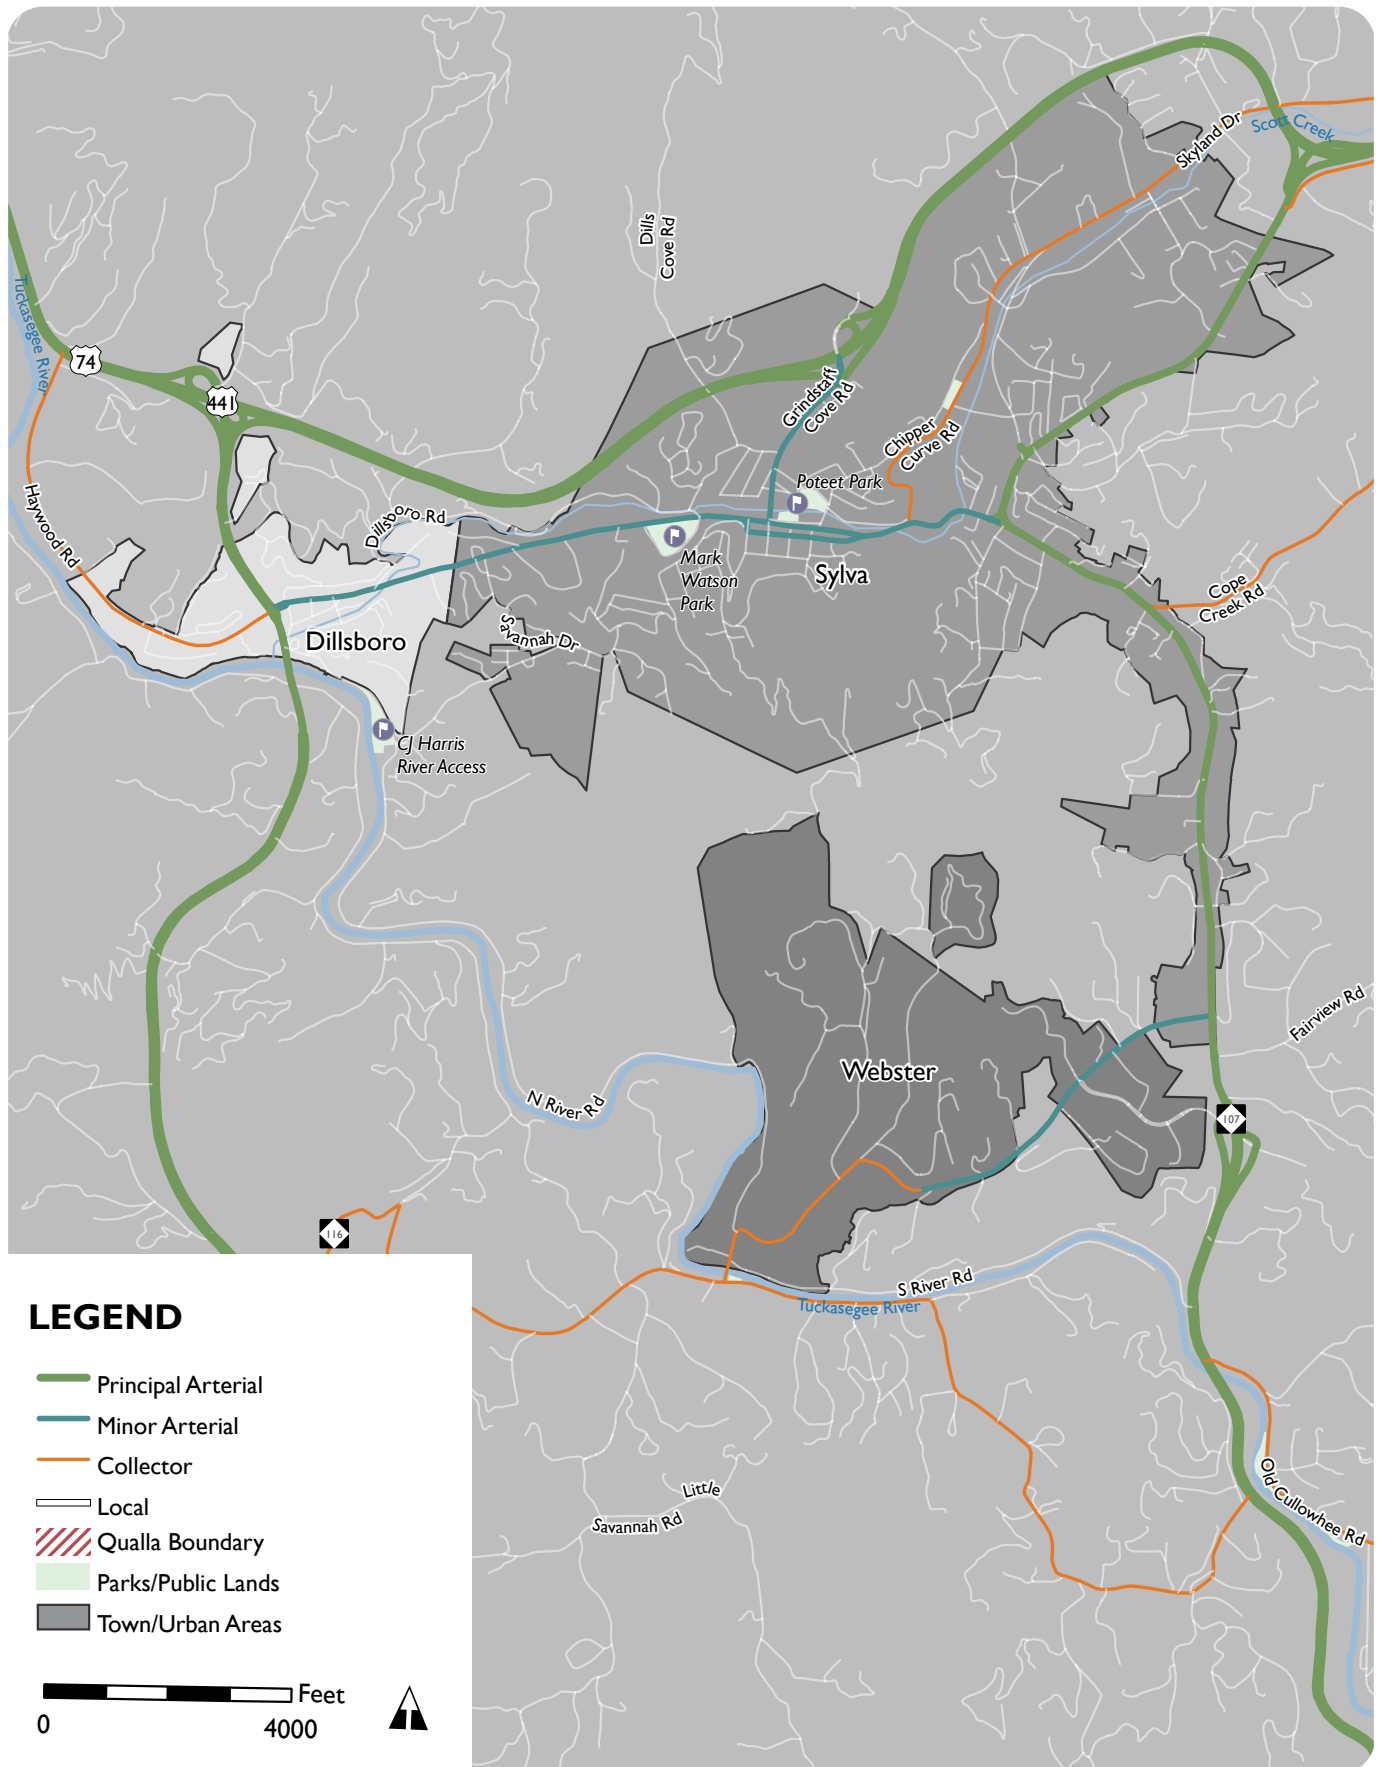 Skyland Dr
Scott Creek
Dills
Cove Rd
Tuckasegee River
74
441
Grindstaff
Cove Rd
Chipper
Curve Rd
Poteet Park
Haywood Rd
Dillsboro Rd
Mark
Watson
Park
Sylva
Cope
Creek Rd
Dillsboro
Savannah Dr
CJ Harris
River Access
Fairview Rd
Webster
N River Rd
107
116
S River Rd
Tuckasegee River
Old Cullowhee Rd
Little
Savannah Rd
LEGEND
Principal Arterial
Minor Arterial
Collector
Local
Qualla Boundary
Parks/Public Lands
Town/Urban Areas
Feet
0
4000